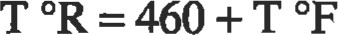 T °R = 460 + T °F